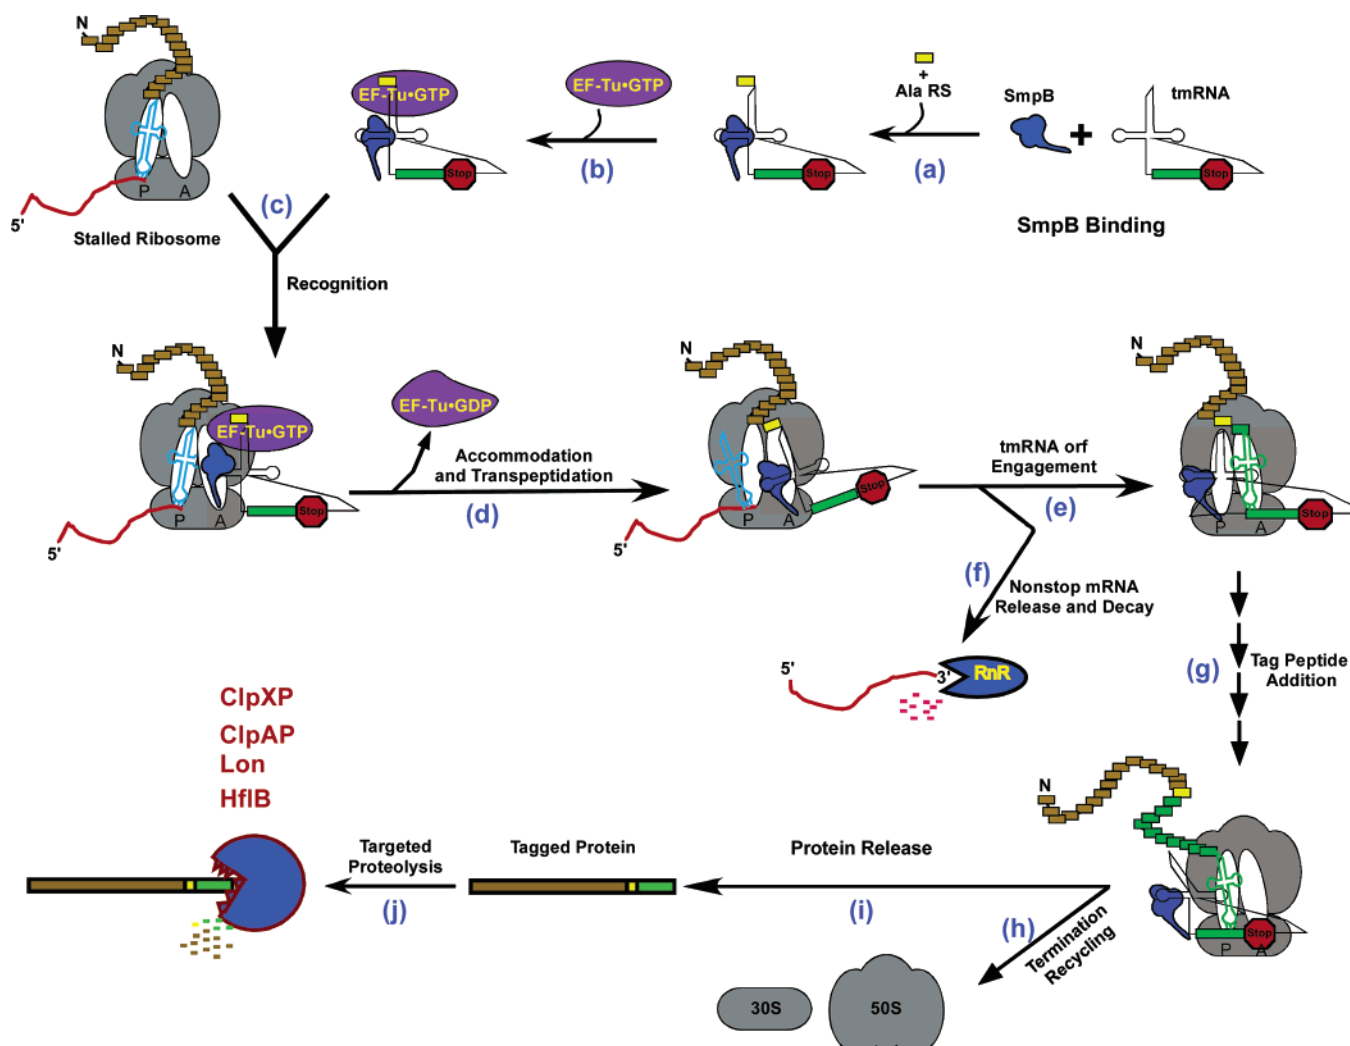 N
EF-Tu•GTP
EF-Tu•GTP
+
Ala RS
SmpB
+
tmRNA
Stop
Stop
Stop
(b)
(a)
P A
5'
(c)
Stalled Ribosome
SmpB Binding
Recognition
N
EF-Tu•GTP
Stop
P A
5'
EF-Tu•GDP
Accommodation
and Transpeptidation
(d)
N
Stop
P A
5'
tmRNA orf
Engagement
(e)
N
Stop
P A
(f)
Nonstop mRNA
Release and Decay
5'
3'
RnR
(g)
Tag Peptide
Addition
ClpXP
ClpAP
Lon
HflB
Targeted
Proteolysis
(j)
Tagged Protein
Protein Release
(i)
(h)
Termination
Recycling
N
Stop
P A
30S
50S